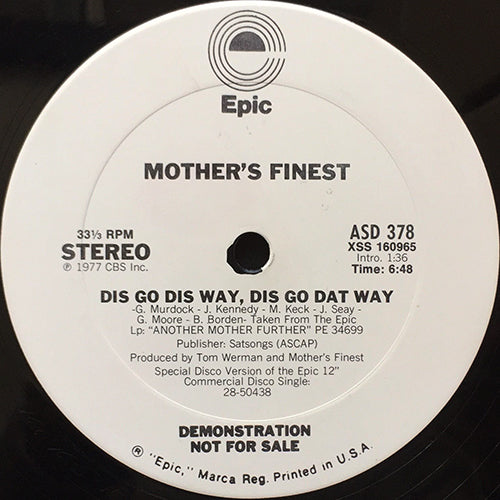 Epic
MOTHER'S FINEST
33⅓ RPM
STEREO
℗ 1977 CBS Inc.
ASD 378
XSS 160965
Intro. 1:36
Time: 6:48
DIS GO DIS WAY, DIS GO DAT WAY
-G. Murdock - J. Kennedy - M. Keck - J. Seay -
G. Moore - B. Borden- Taken From The Epic
Lp: "ANOTHER MOTHER FURTHER" PE 34699
Publisher: Satsongs (ASCAP)
Produced by Tom Werman and Mother's Finest
Special Disco Version of the Epic 12"
Commercial Disco Single:
28-50438
DEMONSTRATION
NOT FOR SALE
® "Epic," Marca Reg. Printed in U.S.A.